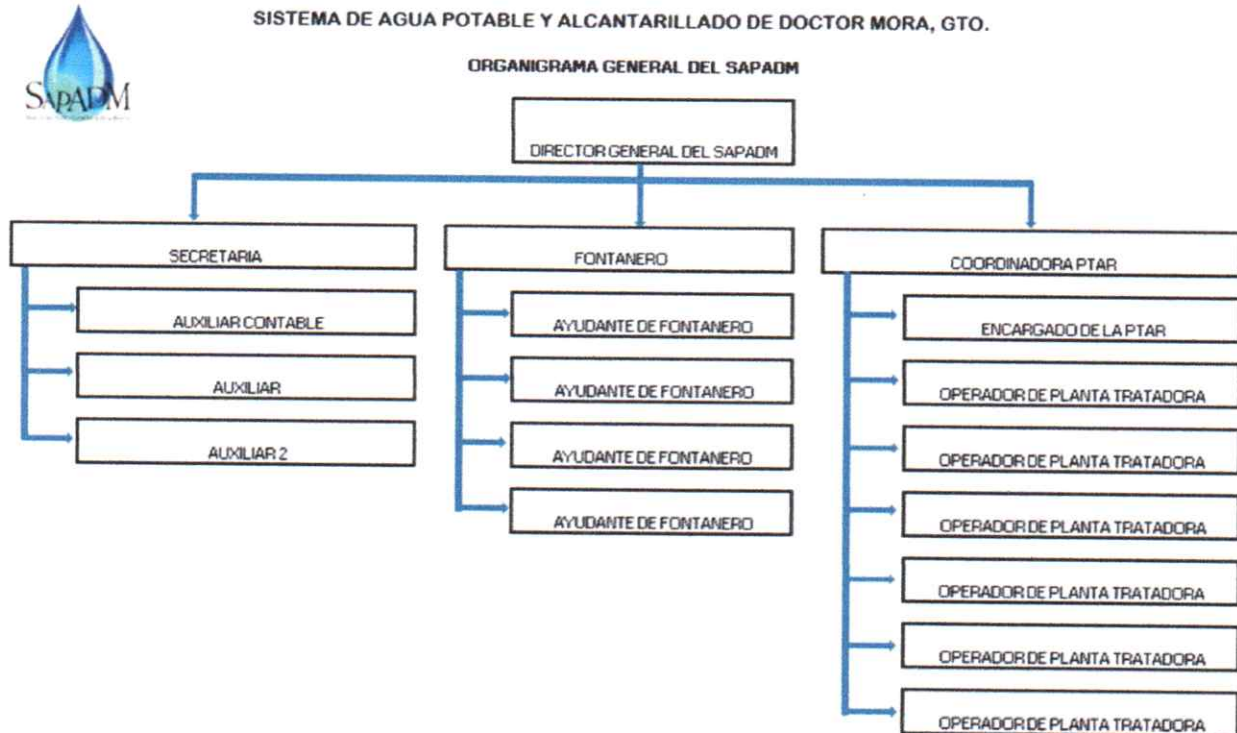 SISTEMA DE AGUA POTABLE Y ALCANTARILLADO DE DOCTOR MORA, GTO.
SAPADM
ORGANIGRAMA GENERAL DEL SAPADM
DIRECTOR GENERAL DEL SAPADM
SECRETARIA
AUXILIAR CONTABLE
AUXILIAR
AUXILIAR 2
FONTANERO
AYUDANTE DE FONTANERO
AYUDANTE DE FONTANERO
AYUDANTE DE FONTANERO
AYUDANTE DE FONTANERO
COORDINADORA PTAR
ENCARGADO DE LA PTAR
OPERADOR DE PLANTA TRATADORA
OPERADOR DE PLANTA TRATADORA
OPERADOR DE PLANTA TRATADORA
OPERADOR DE PLANTA TRATADORA
OPERADOR DE PLANTA TRATADORA
OPERADOR DE PLANTA TRATADORA